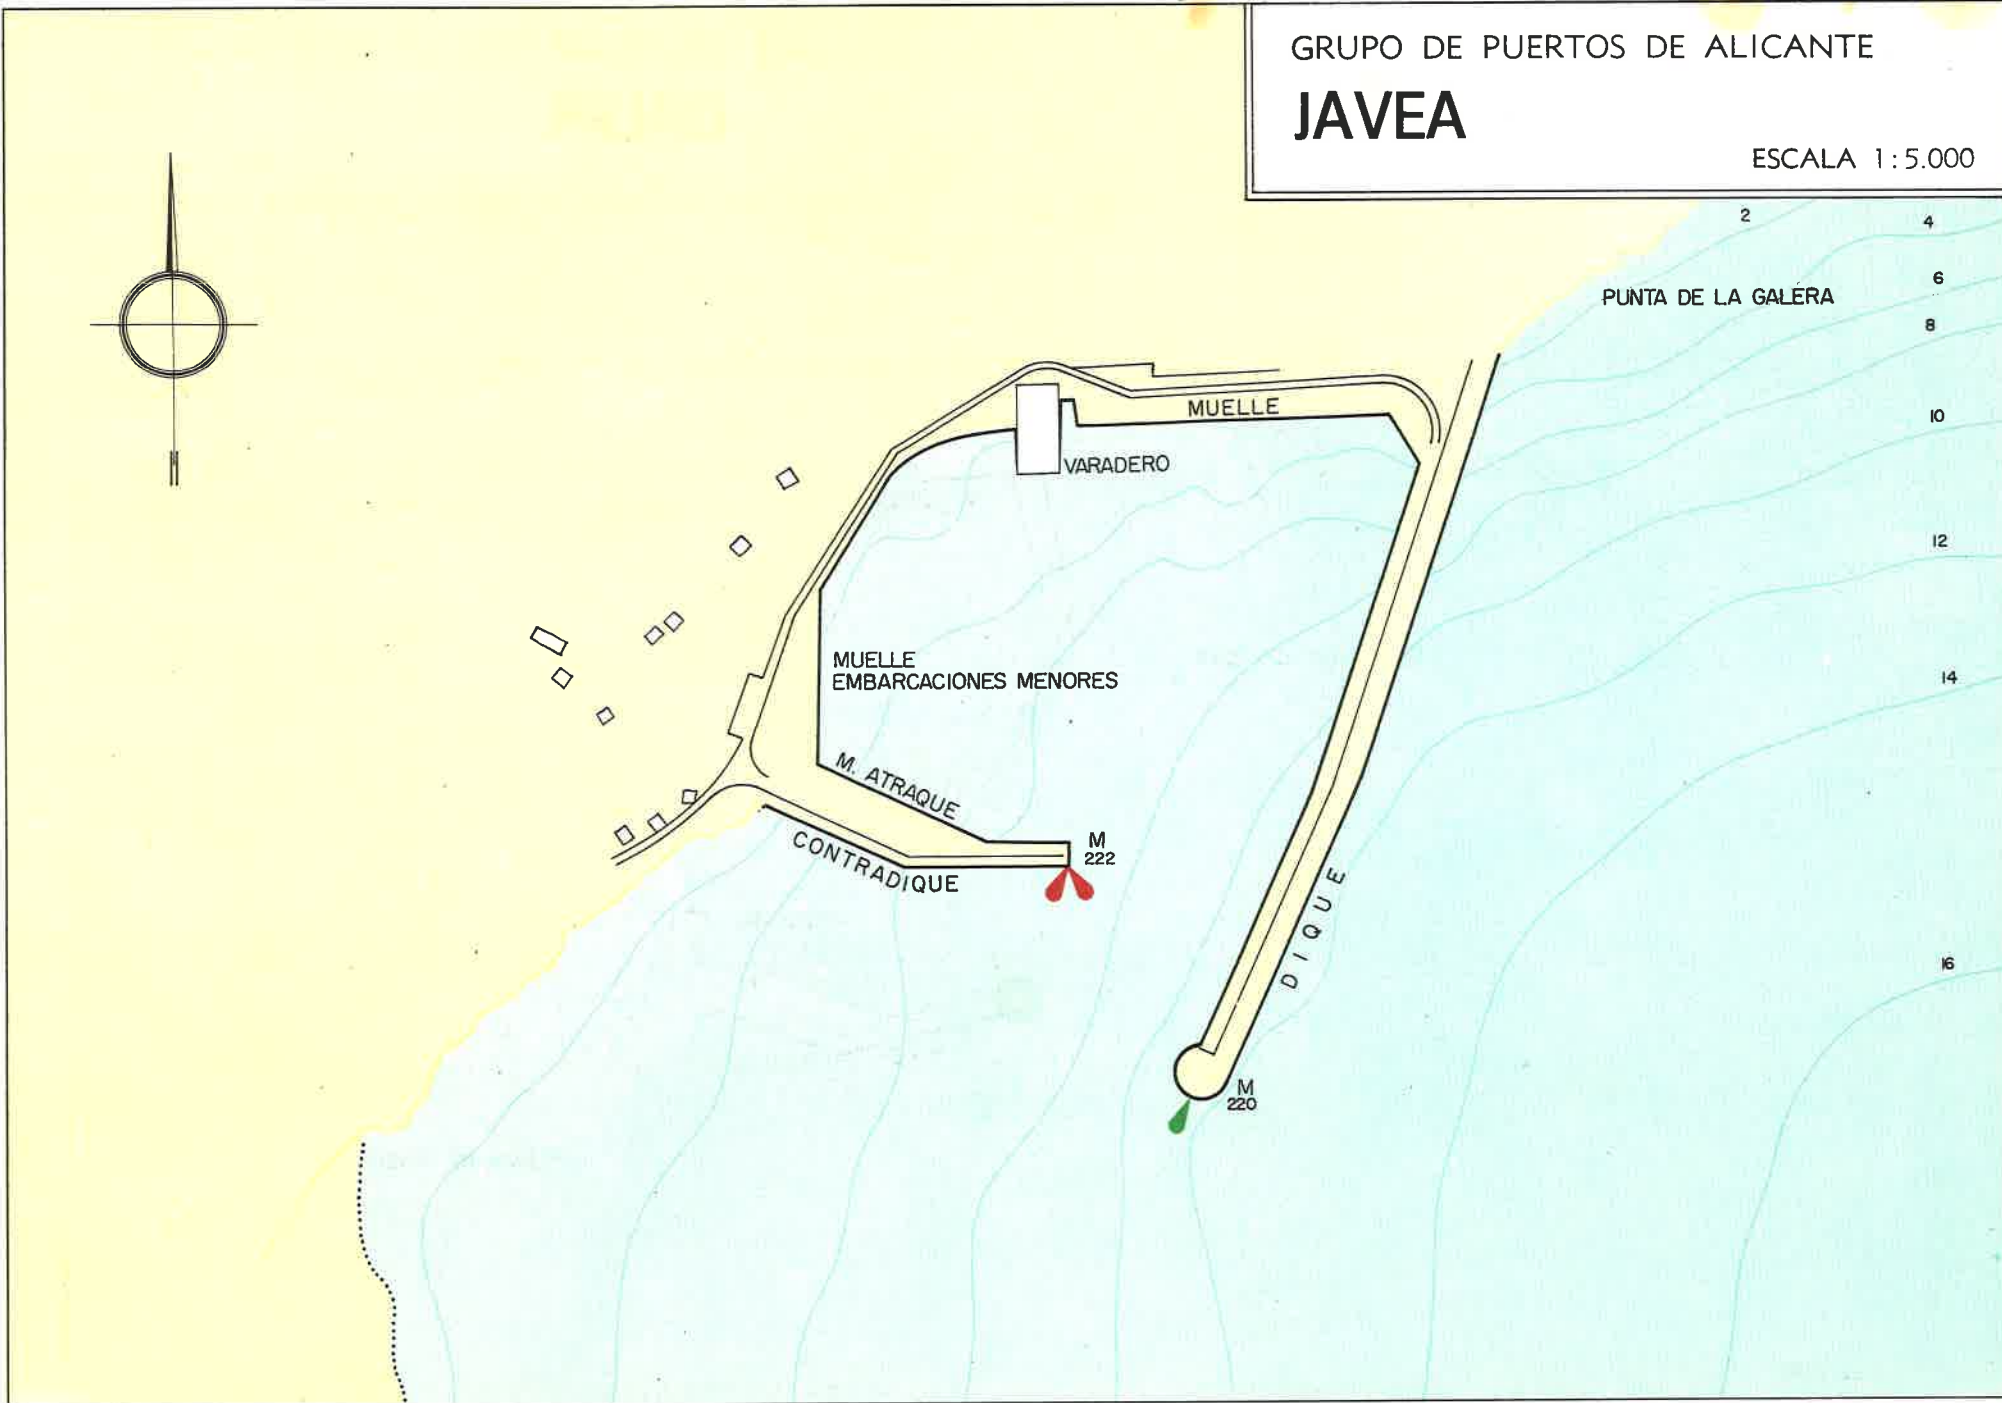 GRUPO DE PUERTOS DE ALICANTE
JAVEA
ESCALA 1:5.000
2
4
6
PUNTA DE LA GALERA
8
10
12
14
16
MUELLE
VARADERO
MUELLE
EMBARCACIONES MENORES
M. ATRAQUE
CONTRADIQUE
M
222
DIQUE
M
220